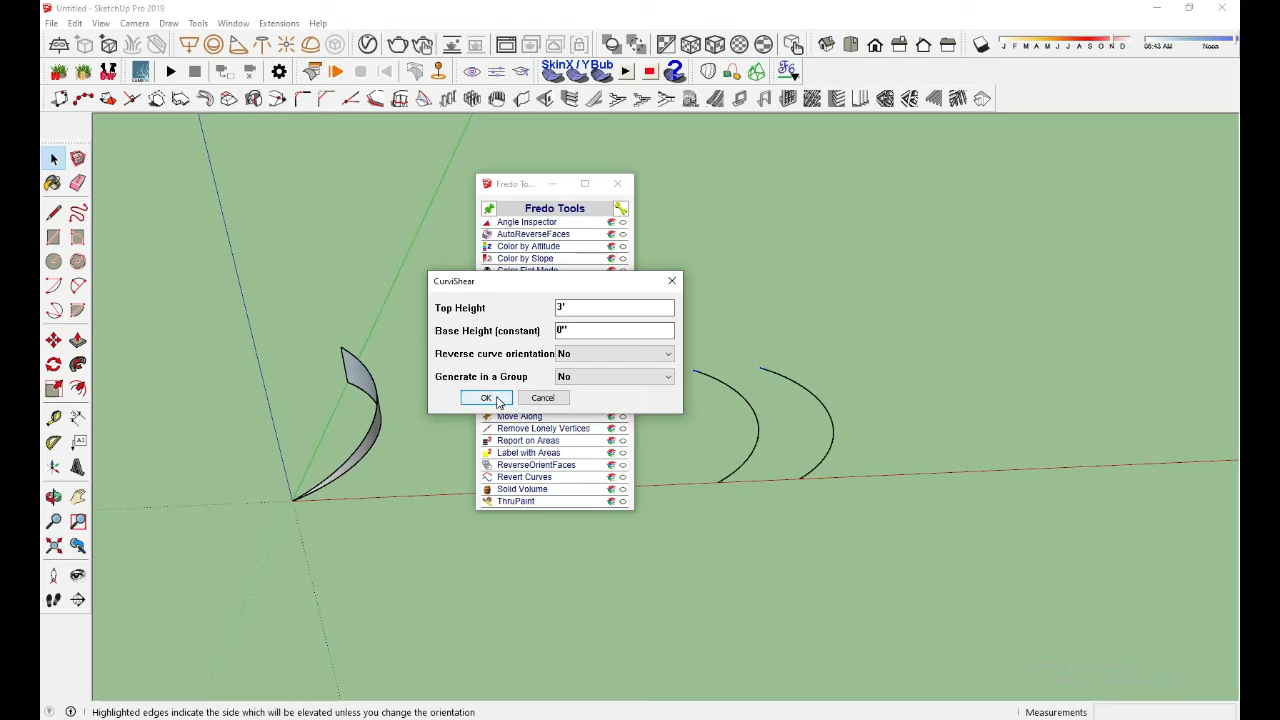 Untitled - SketchUp Pro 2019
File Edit View Camera Draw Tools Window Extensions Help
J F M A M J J A S O N D 06:43 AM Noon
SkinX / YBub
Fredo To...
Fredo Tools
Angle Inspector
AutoReverseFaces
Color by Altitude
Color by Slope
CurviShear
Top Height 3'
Base Height (constant) 0"
Reverse curve orientation No
Generate in a Group No
OK Cancel
Move Along
Remove Lonely Vertices
Report on Areas
Label with Areas
ReverseOrientFaces
Revert Curves
Solid Volume
ThruPaint
Highlighted edges indicate the side which will be elevated unless you change the orientation
Measurements